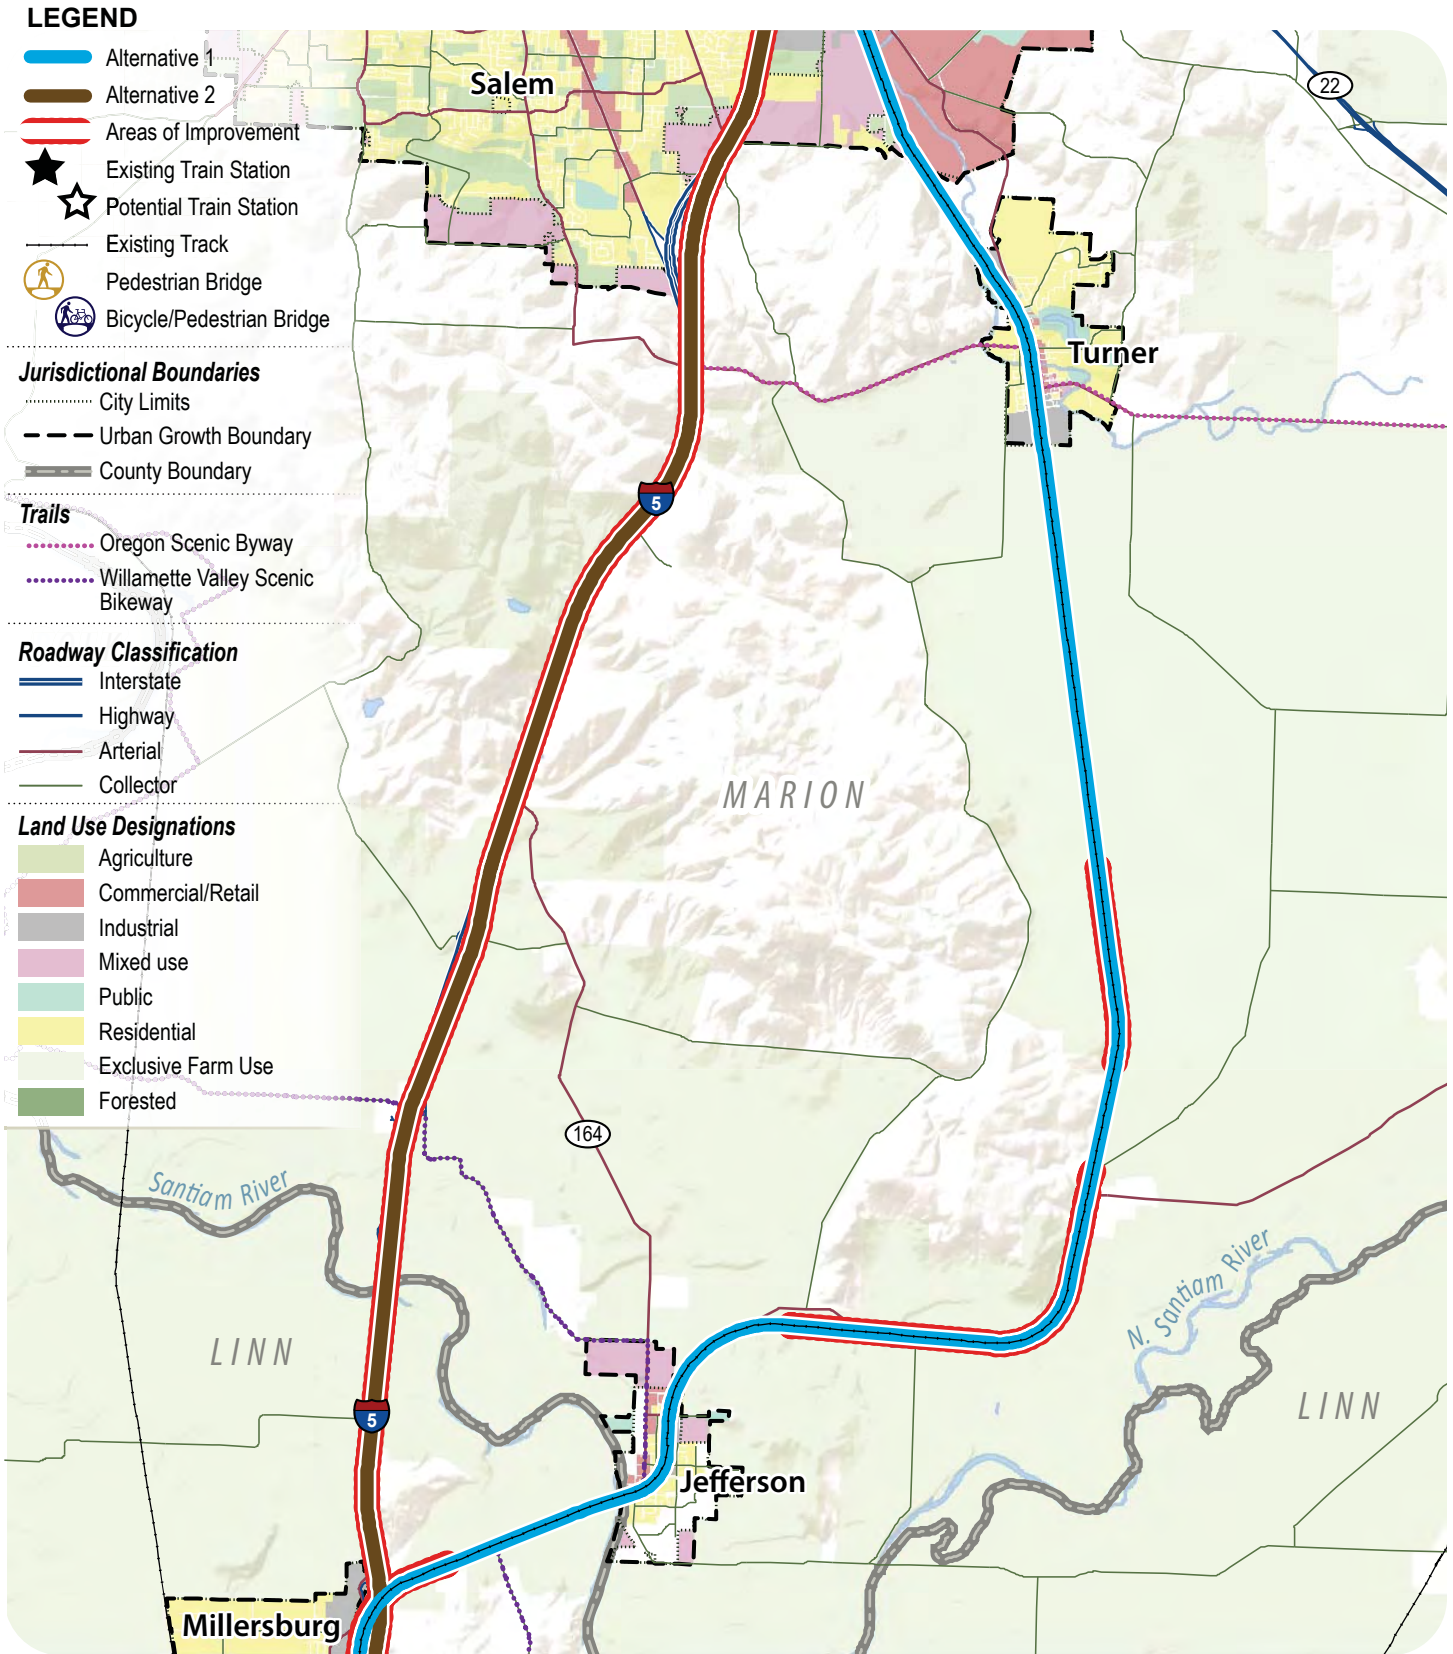 LEGEND
Alternative 1
Alternative 2
Areas of Improvement
Existing Train Station
Potential Train Station
Existing Track
Pedestrian Bridge
Bicycle/Pedestrian Bridge
Jurisdictional Boundaries
City Limits
Urban Growth Boundary
County Boundary
Trails
Oregon Scenic Byway
Willamette Valley Scenic
Bikeway
Roadway Classification
Interstate
Highway
Arterial
Collector
Land Use Designations
Agriculture
Commercial/Retail
Industrial
Mixed use
Public
Residential
Exclusive Farm Use
Forested
Salem
22
Turner
5
MARION
164
Santiam River
N. Santiam River
LINN
LINN
5
Jefferson
Millersburg